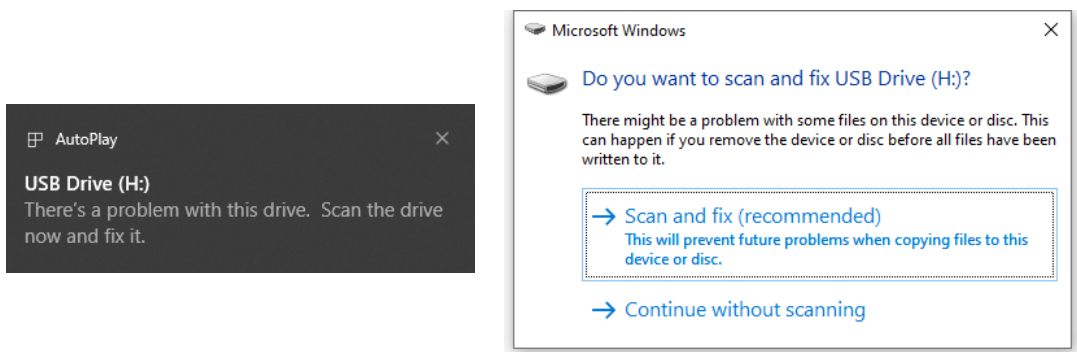 AutoPlay
USB Drive (H:)
There's a problem with this drive.  Scan the drive
now and fix it.
Microsoft Windows
Do you want to scan and fix USB Drive (H:)?
There might be a problem with some files on this device or disc. This
can happen if you remove the device or disc before all files have been
written to it.
Scan and fix (recommended)
This will prevent future problems when copying files to this
device or disc.
Continue without scanning